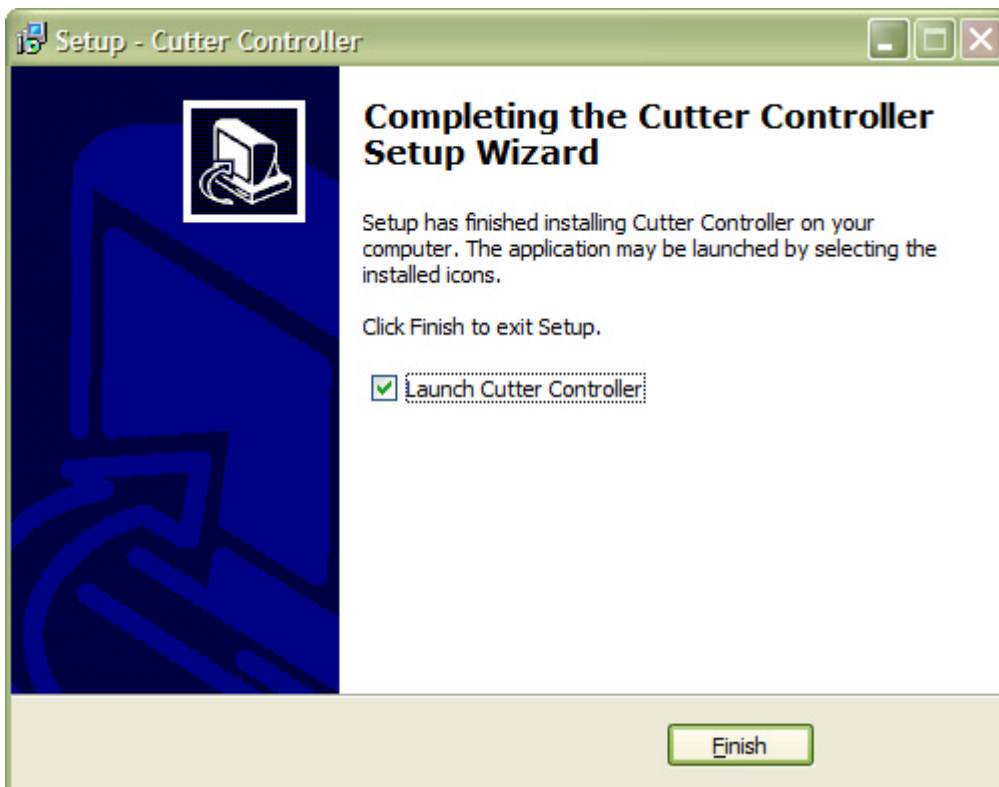 Setup - Cutter Controller
Completing the Cutter Controller
Setup Wizard
Setup has finished installing Cutter Controller on your
computer. The application may be launched by selecting the
installed icons.
Click Finish to exit Setup.
Launch Cutter Controller
Finish